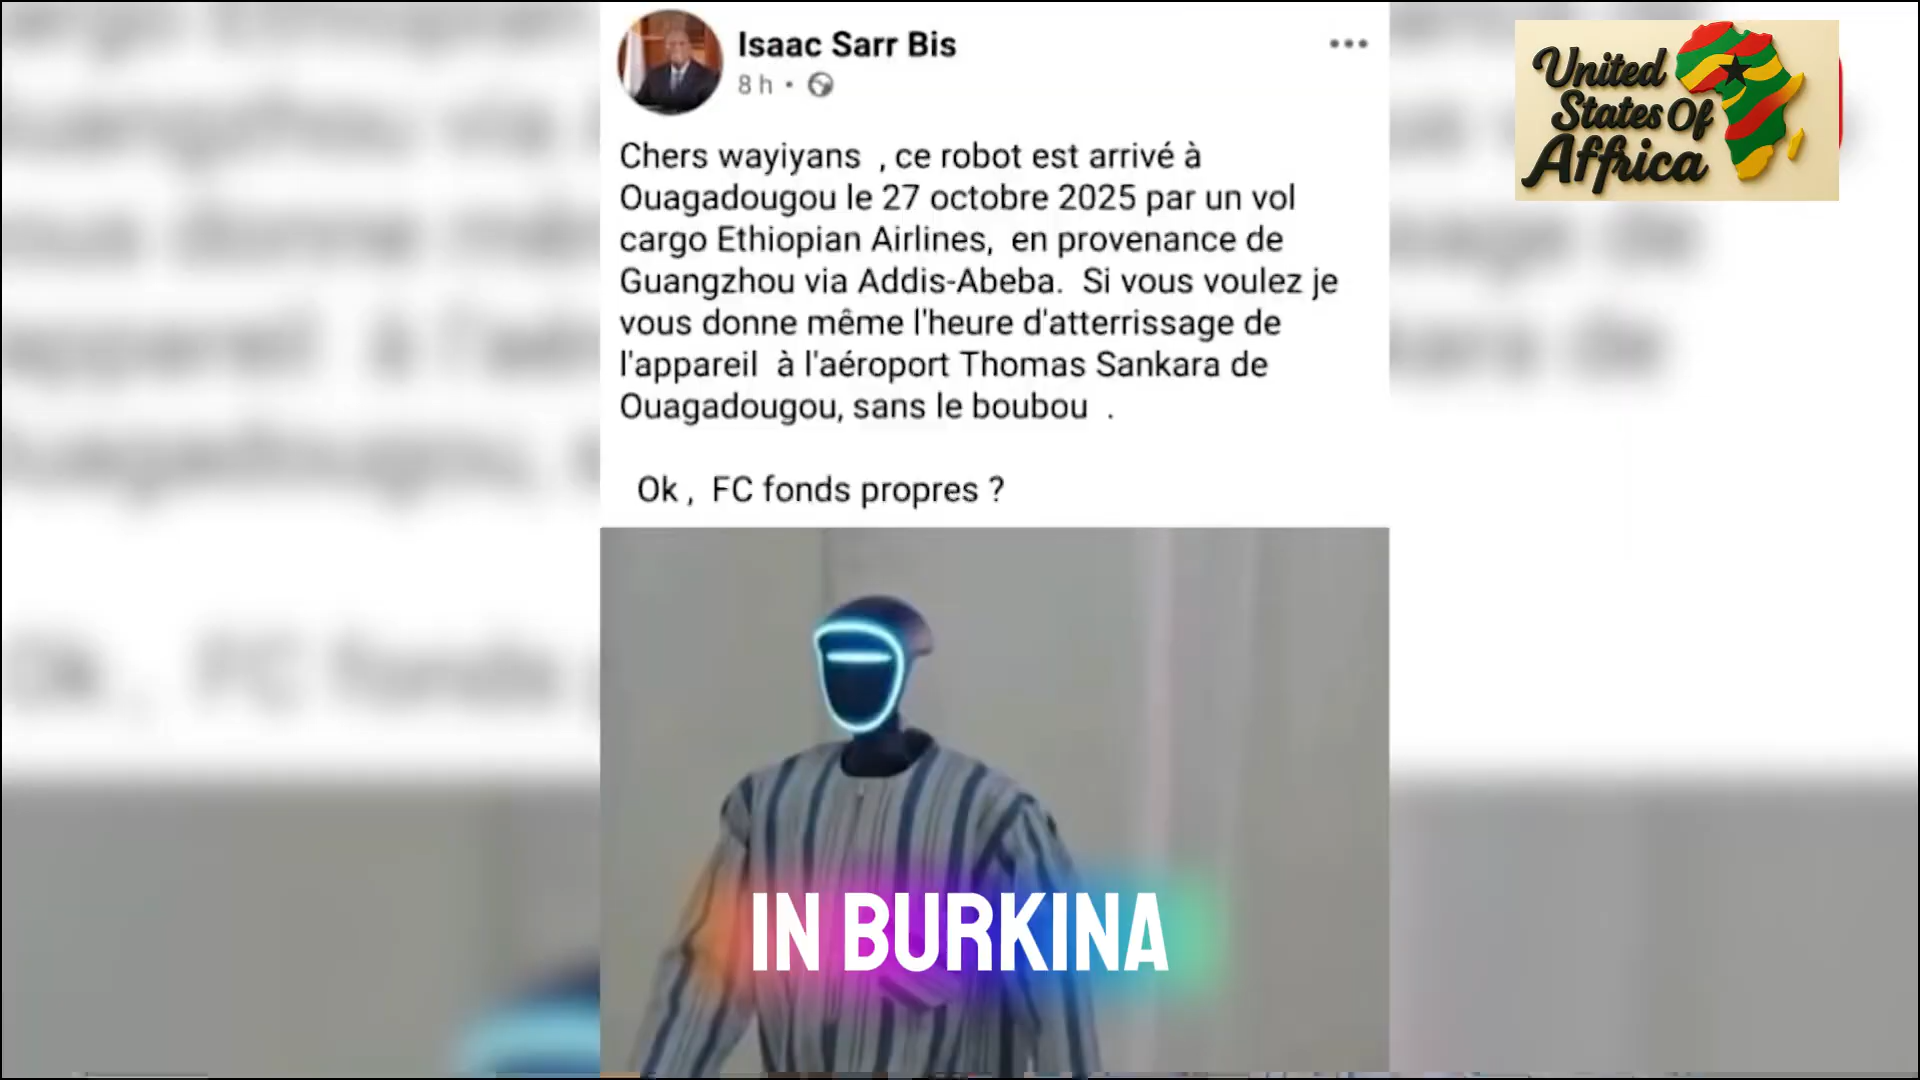 Isaac Sarr Bis
8 h
Chers wayiyans , ce robot est arrivé à
Ouagadougou le 27 octobre 2025 par un vol
cargo Ethiopian Airlines, en provenance de
Guangzhou via Addis-Abeba. Si vous voulez je
vous donne même l'heure d'atterrissage de
l'appareil à l'aéroport Thomas Sankara de
Ouagadougou, sans le boubou .
Ok , FC fonds propres ?
IN BURKINA
United
States Of
Affrica